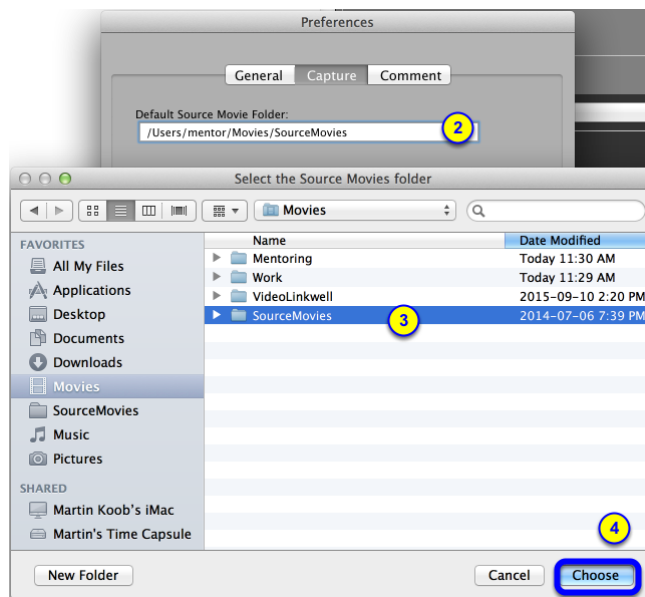 Preferences
General Capture Comment
Default Source Movie Folder:
/Users/mentor/Movies/SourceMovies
2
Select the Source Movies folder
Movies
FAVORITES
All My Files
Applications
Desktop
Documents
Downloads
Movies
SourceMovies
Music
Pictures
SHARED
Martin Koob's iMac
Martin's Time Capsule
Name Date Modified
Mentoring Today 11:30 AM
Work Today 11:29 AM
VideoLinkwell 2015-09-10 2:20 PM
SourceMovies 3 2014-07-06 7:39 PM
4
New Folder Cancel Choose